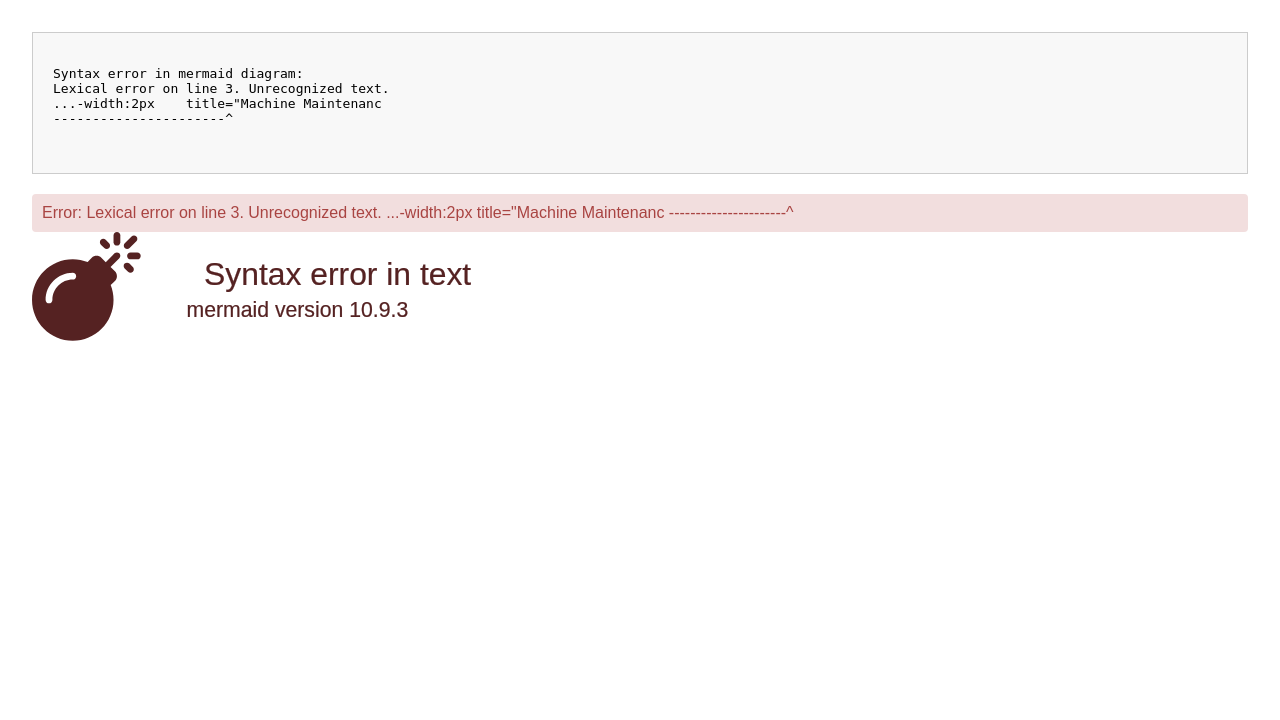 Syntax error in mermaid diagram:
Lexical error on line 3. Unrecognized text.
...-width:2px    title="Machine Maintenanc
----------------------^
Error: Lexical error on line 3. Unrecognized text. ...-width:2px title="Machine Maintenanc ----------------------^
Syntax error in text
mermaid version 10.9.3